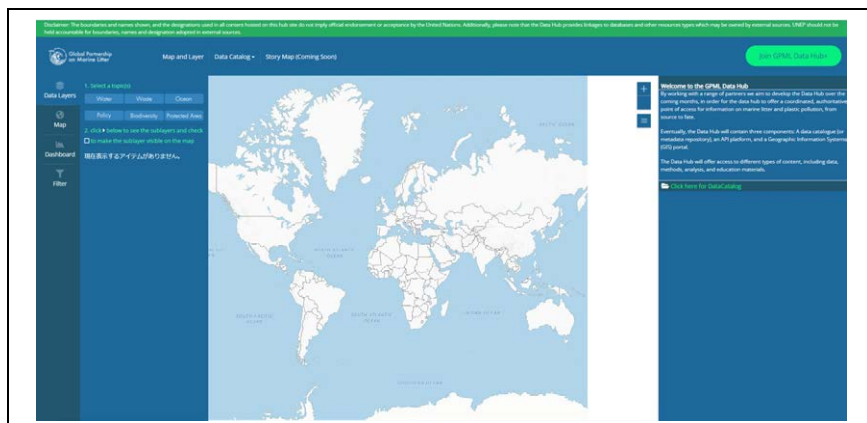 Disclaimer: The boundaries and names shown, and the designations used in all content hosted on this hub site do not imply official endorsement or acceptance by the United Nations. Additionally, please note that the Data Hub provides linkages to databases and other resources types which may be owned by external sources. UNEP should not be
held accountable for boundaries, names and designation adopted in external sources.
Global Partnership
on Marine Litter
Map and Layer
Data Catalog
Story Map (Coming Soon)
Join GPML Data Hub+
Data Layers
Map
Dashboard
Filter
1. Select a topic(s)
Water Waste Ocean
Policy Biodiversity Protected Area
2. click below to see the sublayers and check
to make the sublayer visible on the map
現在表示するアイテムがありません。
Welcome to the GPML Data Hub
By working with a range of partners we aim to develop the Data Hub over the
coming months, in order for the data hub to offer a coordinated, authoritative
point of access for information on marine litter and plastic pollution, from
source to fate.
Eventually, the Data Hub will contain three components: A data catalogue (or
metadata repository), an API platform, and a Geographic Information Systems
(GIS) portal.
The Data Hub will offer access to different types of content, including data,
methods, analysis, and education materials.
Click here for DataCatalog